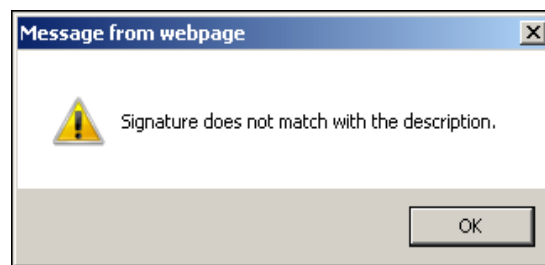 Message from webpage
Signature does not match with the description.
OK